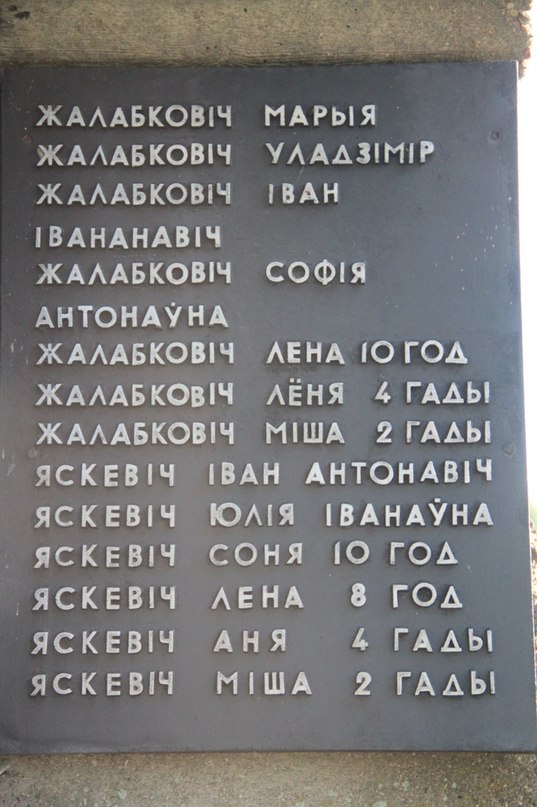 ЖАЛАБКОВІЧ МАРЫЯ
ЖАЛАБКОВІЧ УЛАДЗІМІР
ЖАЛАБКОВІЧ ІВАН
ІВАНАНАВІЧ
ЖАЛАБКОВІЧ СОФІЯ
АНТОНАЎНА
ЖАЛАБКОВІЧ ЛЕНА 10 ГОД
ЖАЛАБКОВІЧ ЛЁНЯ 4 ГАДЫ
ЖАЛАБКОВІЧ МІША 2 ГАДЫ
ЯСКЕВІЧ ІВАН АНТОНАВІЧ
ЯСКЕВІЧ ЮЛІЯ ІВАНАЎНА
ЯСКЕВІЧ СОНЯ 10 ГОД
ЯСКЕВІЧ ЛЕНА 8 ГОД
ЯСКЕВІЧ АНЯ 4 ГАДЫ
ЯСКЕВІЧ МІША 2 ГАДЫ